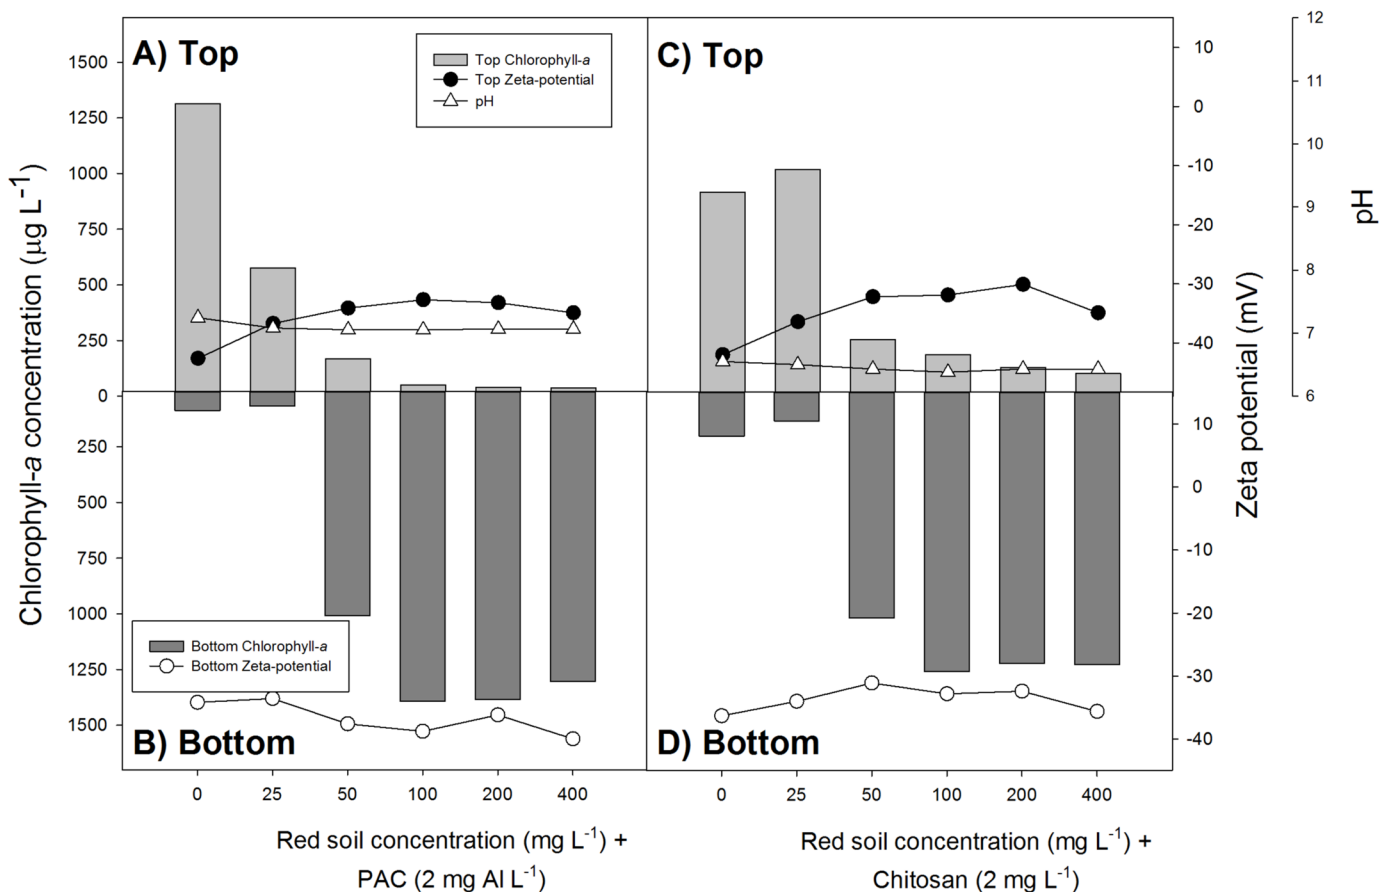 A) Top
Top Chlorophyll-a
Top Zeta-potential
pH
C) Top
Chlorophyll-a concentration (μg L-1)
1500
1250
1000
750
500
250
0
250
500
750
1000
1250
1500
10
0
-10
-20
-30
-40
10
0
-10
-20
-30
-40
Zeta potential (mV)
12
11
10
9
8
7
6
pH
Bottom Chlorophyll-a
Bottom Zeta-potential
B) Bottom
D) Bottom
0 25 50 100 200 400
0 25 50 100 200 400
Red soil concentration (mg L-1) +
PAC (2 mg Al L-1)
Red soil concentration (mg L-1) +
Chitosan (2 mg L-1)